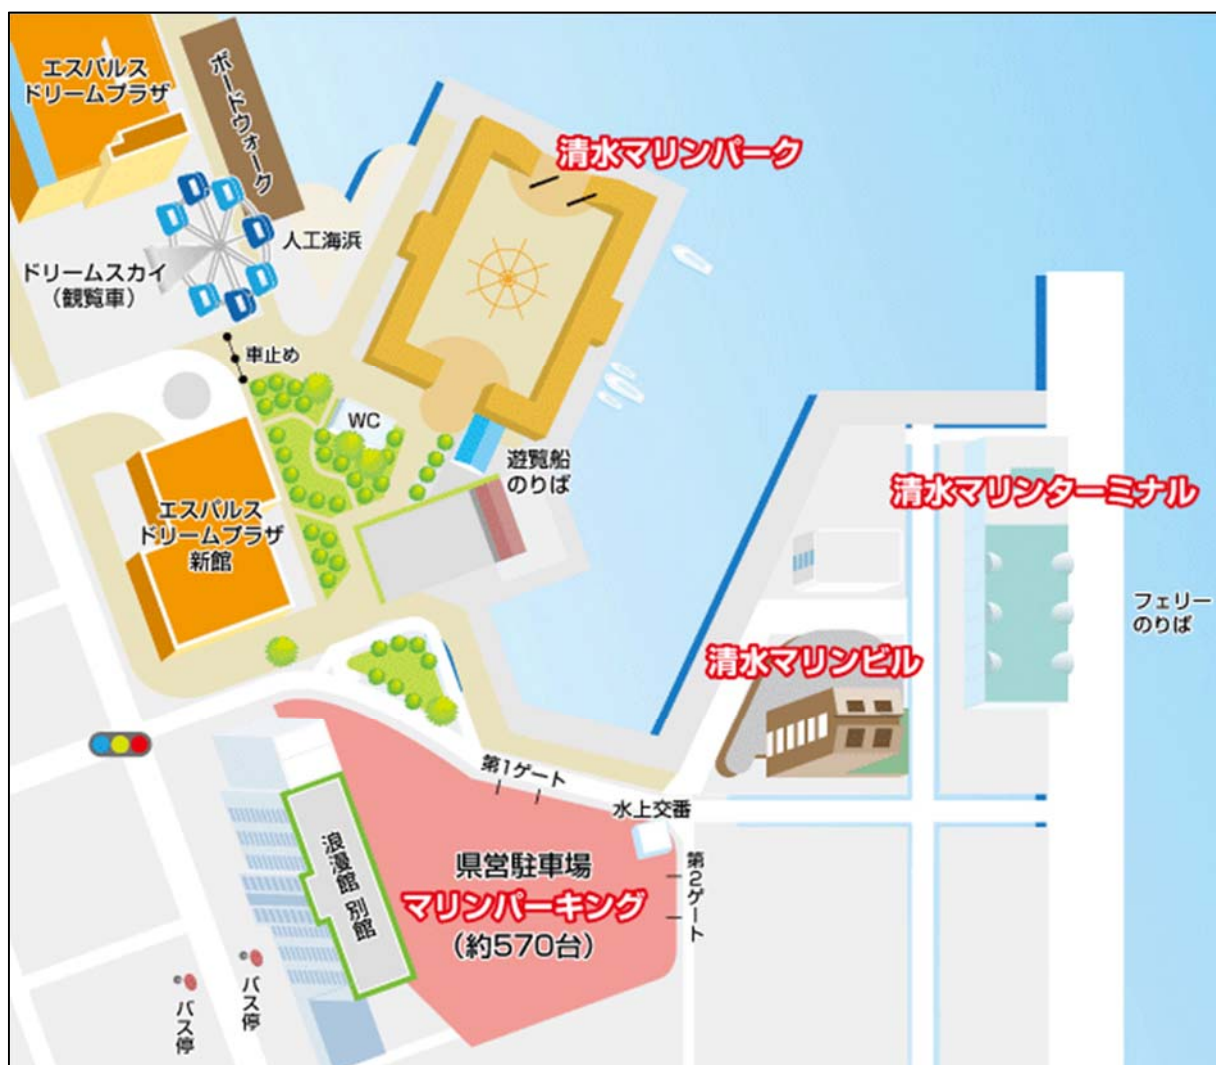 エスパルス
ドリームプラザ
ボードウォーク
清水マリンパーク
人工海浜
ドリームスカイ
（観覧車）
車止め
WC
遊覧船
のりば
清水マリンターミナル
エスパルス
ドリームプラザ
新館
フェリー
のりば
清水マリンビル
第1ゲート
水上交番
浪漫館 別館
県営駐車場
マリンパーキング
（約570台）
第2ゲート
バス停
バス停